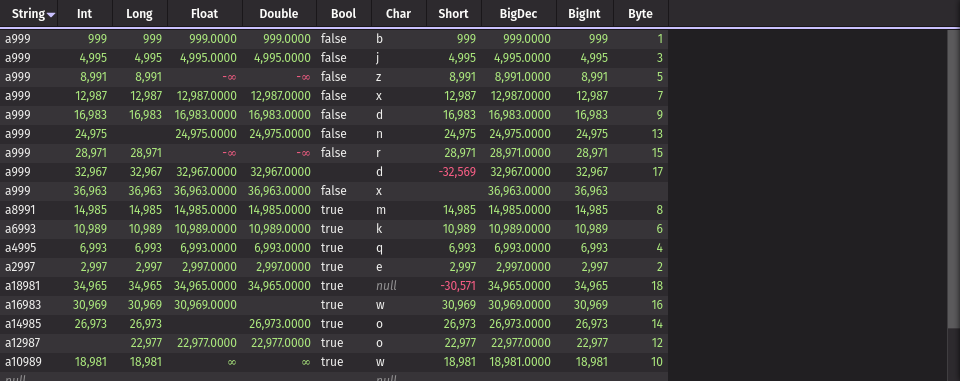 String Int Long Float Double Bool Char Short BigDec BigInt Byte
a999 999 999 999.0000 999.0000 false b 999 999.0000 999 1
a999 4,995 4,995 4,995.0000 4,995.0000 false j 4,995 4,995.0000 4,995 3
a999 8,991 8,991 -∞ -∞ false z 8,991 8,991.0000 8,991 5
a999 12,987 12,987 12,987.0000 12,987.0000 false x 12,987 12,987.0000 12,987 7
a999 16,983 16,983 16,983.0000 16,983.0000 false d 16,983 16,983.0000 16,983 9
a999 24,975 24,975.0000 24,975.0000 false n 24,975 24,975.0000 24,975 13
a999 28,971 28,971 -∞ -∞ false r 28,971 28,971.0000 28,971 15
a999 32,967 32,967 32,967.0000 32,967.0000 d -32,569 32,967.0000 32,967 17
a999 36,963 36,963 36,963.0000 36,963.0000 false x 36,963.0000 36,963
a8991 14,985 14,985 14,985.0000 14,985.0000 true m 14,985 14,985.0000 14,985 8
a6993 10,989 10,989 10,989.0000 10,989.0000 true k 10,989 10,989.0000 10,989 6
a4995 6,993 6,993 6,993.0000 6,993.0000 true q 6,993 6,993.0000 6,993 4
a2997 2,997 2,997 2,997.0000 2,997.0000 true e 2,997 2,997.0000 2,997 2
a18981 34,965 34,965 34,965.0000 34,965.0000 true null -30,571 34,965.0000 34,965 18
a16983 30,969 30,969 30,969.0000 true w 30,969 30,969.0000 30,969 16
a14985 26,973 26,973 26,973.0000 true o 26,973 26,973.0000 26,973 14
a12987 22,977 22,977.0000 22,977.0000 true o 22,977 22,977.0000 22,977 12
a10989 18,981 18,981 ∞ ∞ true w 18,981 18,981.0000 18,981 10
null null